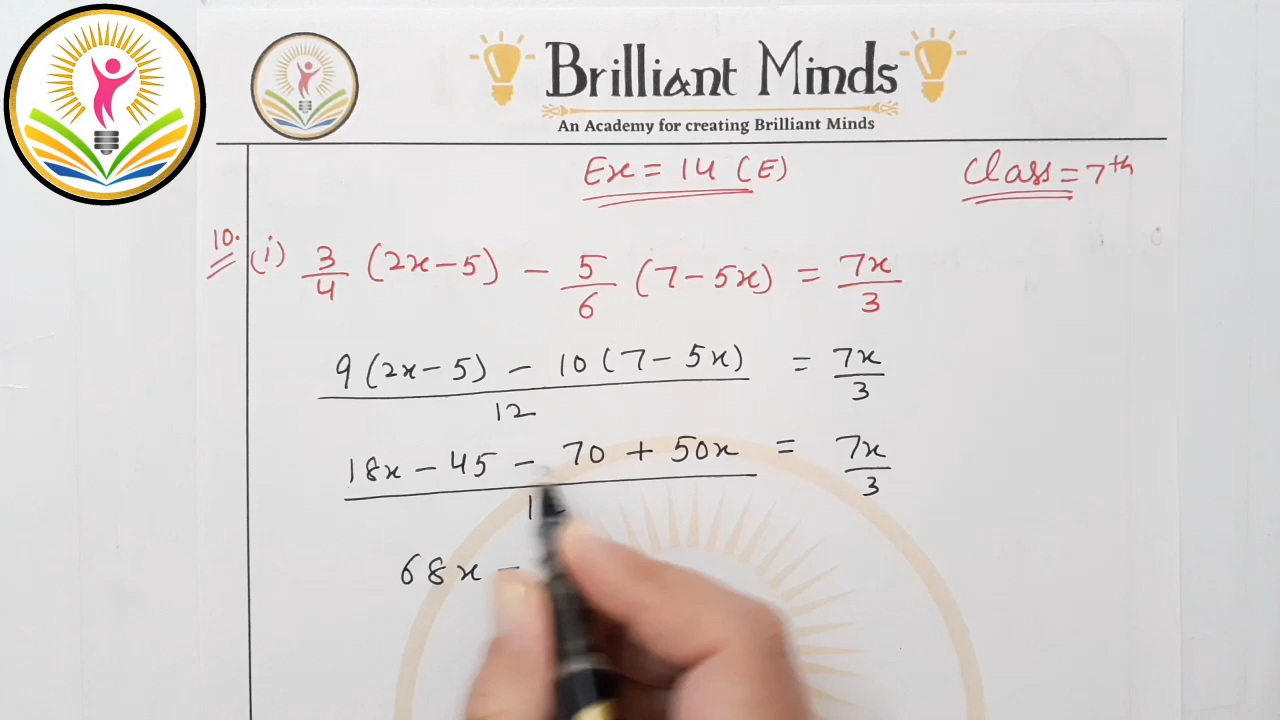 Brilliant Minds
An Academy for creating Brilliant Minds
Ex = 14 (E)
Class = 7th
10. (i) 3/4 (2x-5) - 5/6 (7-5x) = 7x/3
9(2x-5) - 10(7-5x) / 12 = 7x/3
18x - 45 - 70 + 50x / = 7x/3
68x -